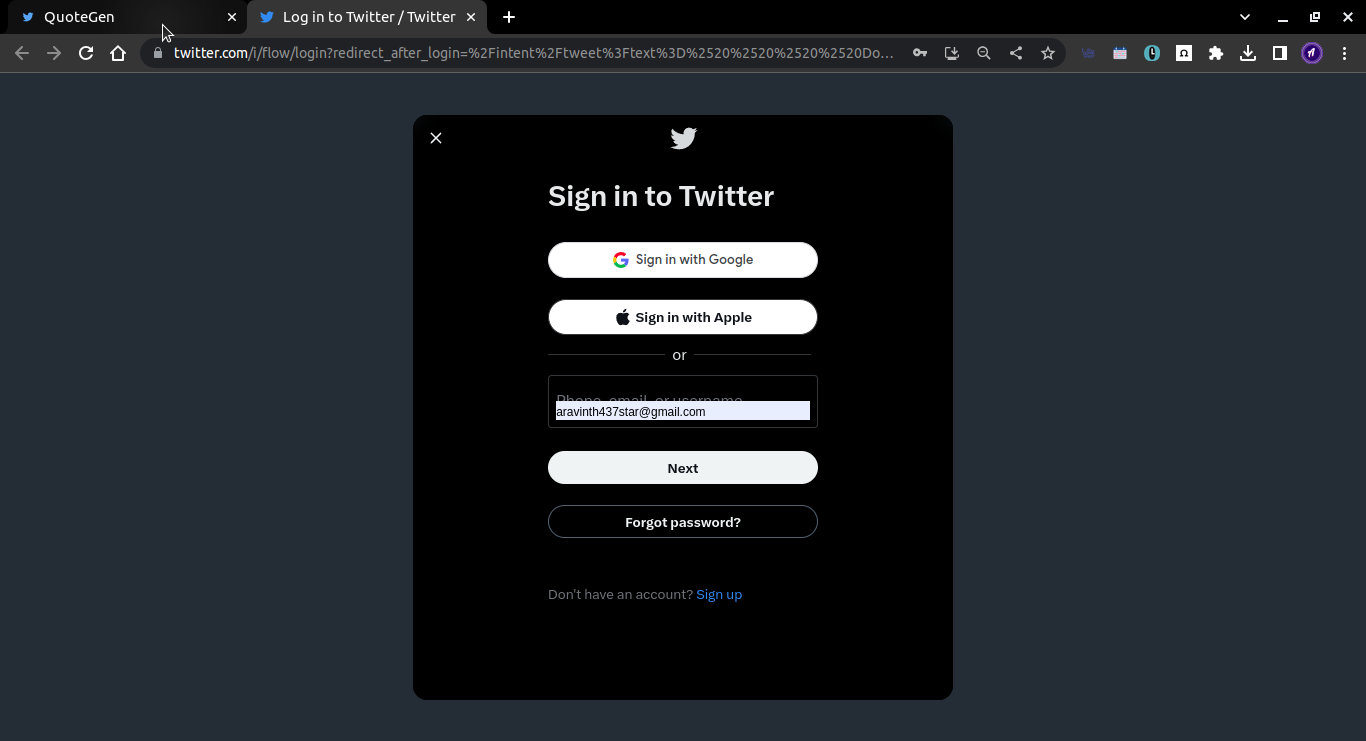 QuoteGen
Log in to Twitter / Twitter
twitter.com/i/flow/login?redirect_after_login=%2Fintent%2Ftweet%3Ftext%3D%2520%2520%2520%2520Do...
Sign in to Twitter
Sign in with Google
Sign in with Apple
or
Phone, email, or username
aravinth437star@gmail.com
Next
Forgot password?
Don't have an account? Sign up